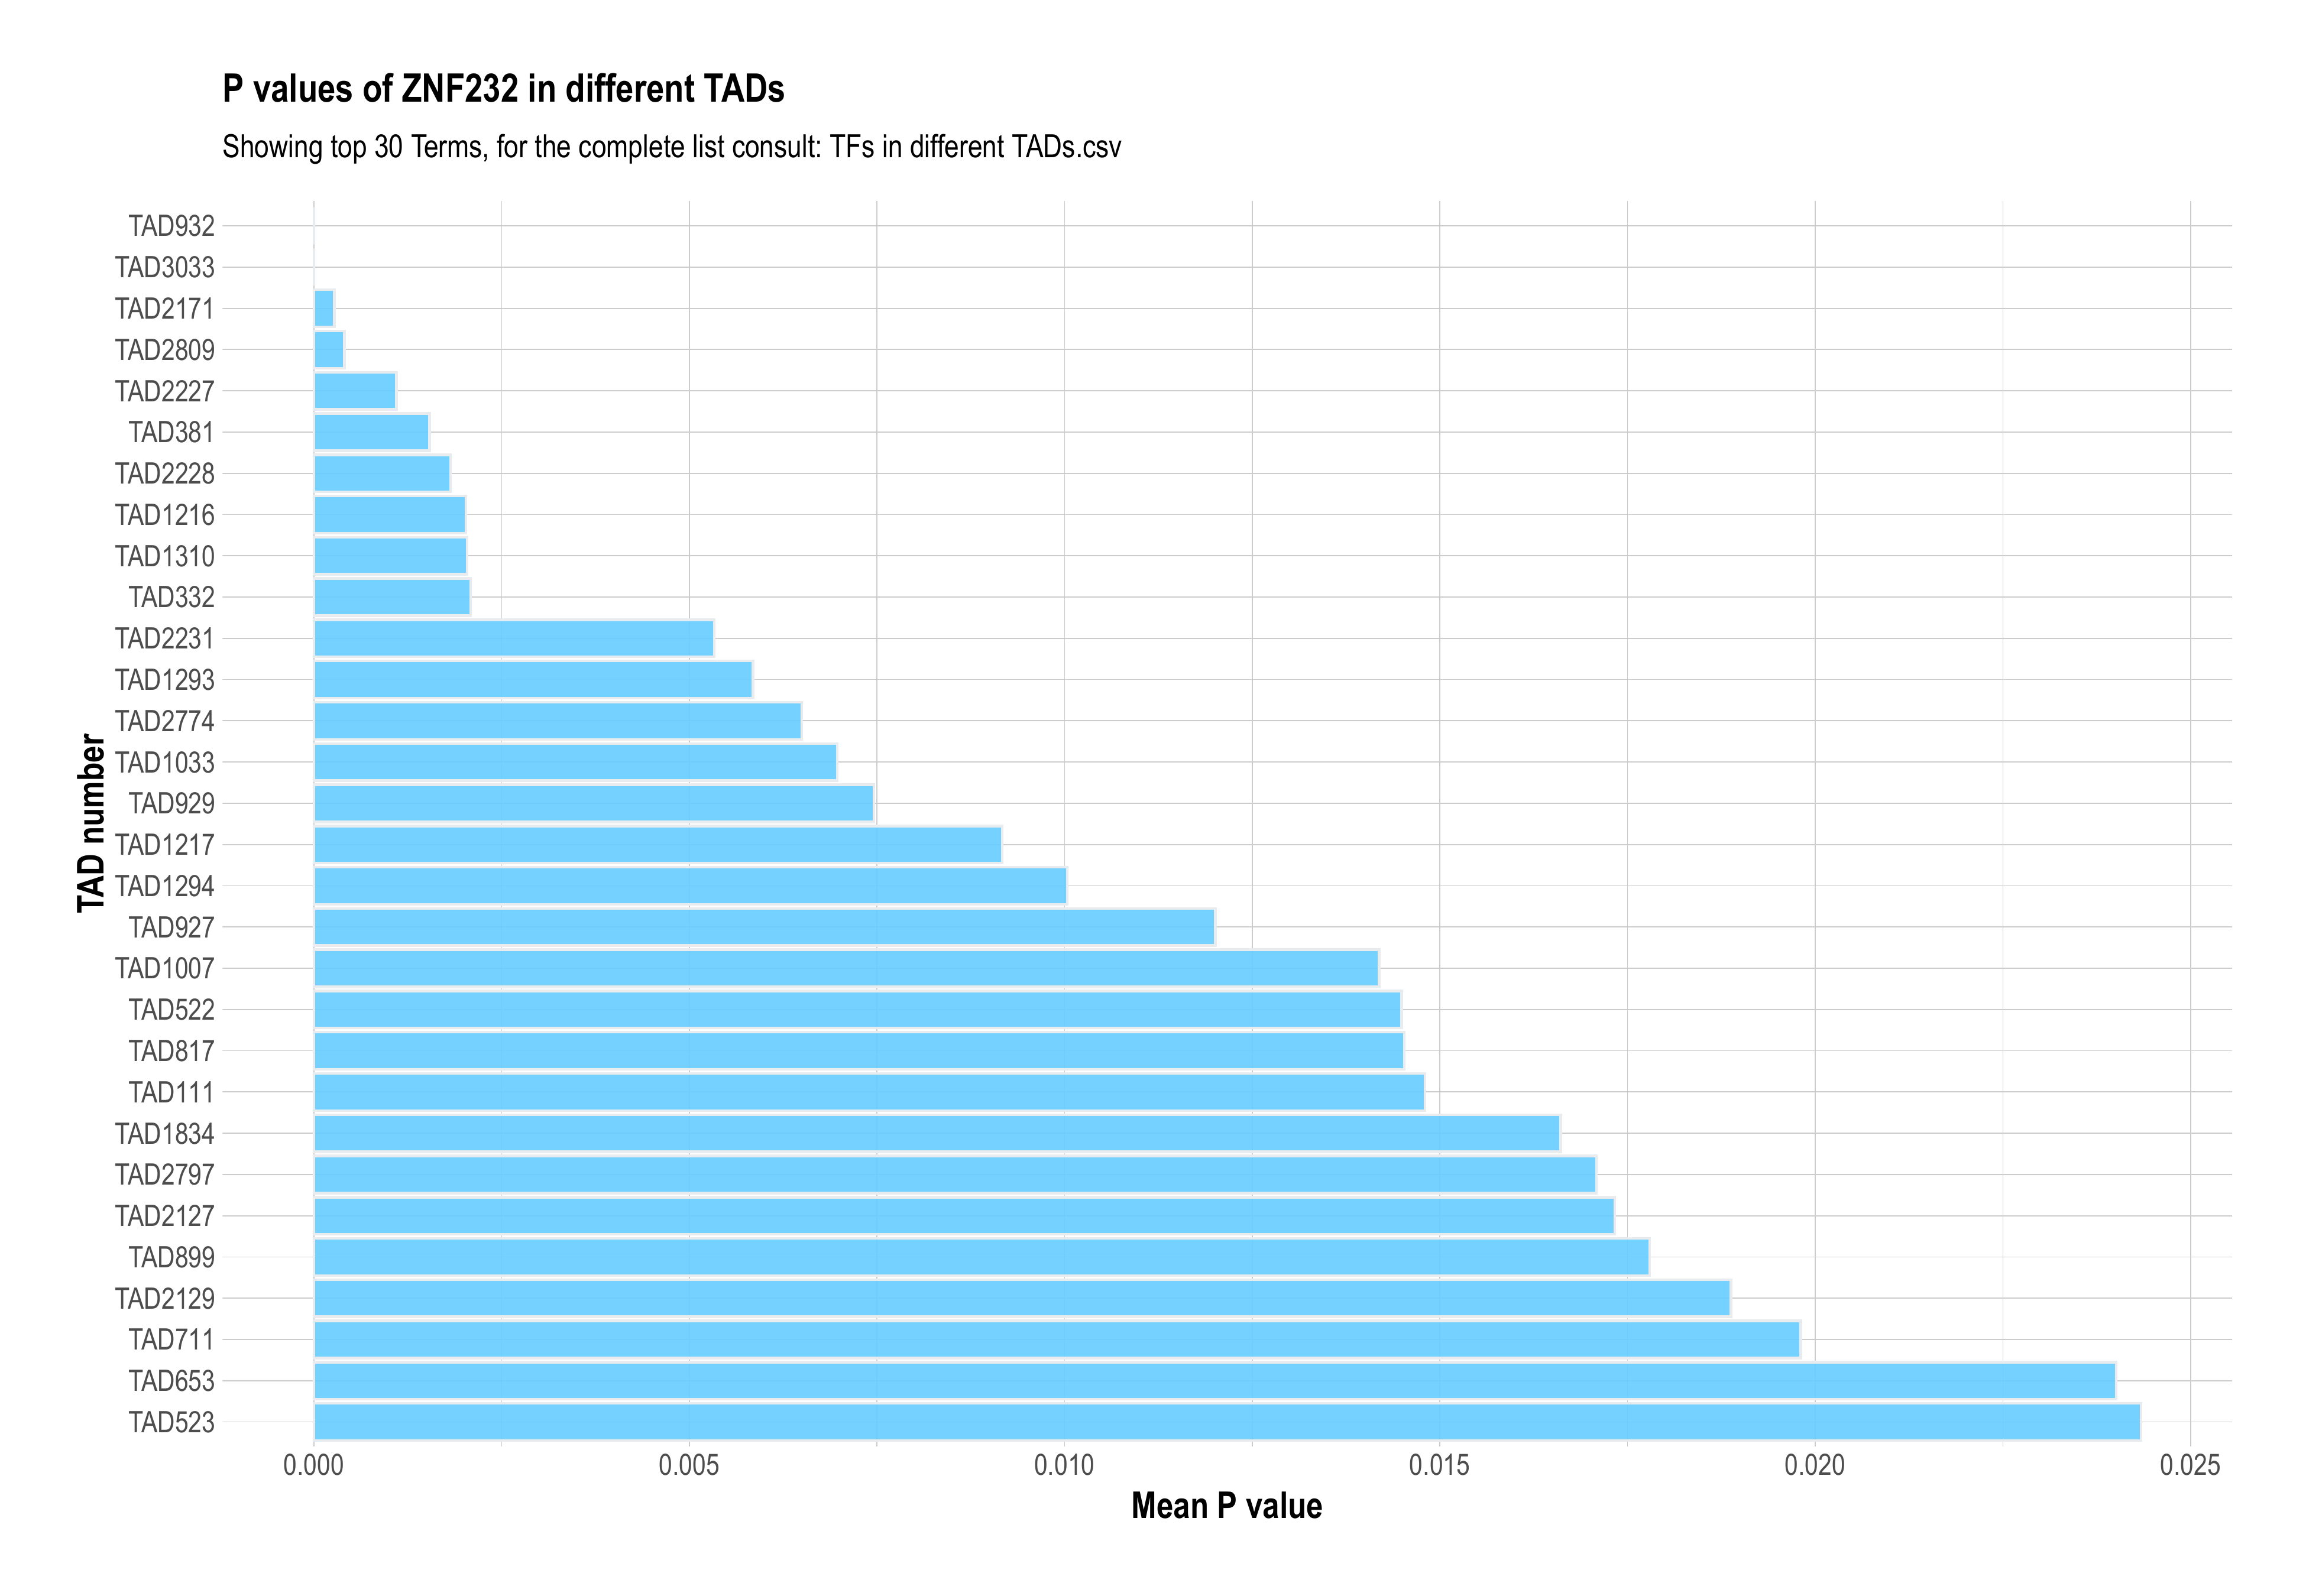 P values of ZNF232 in different TADs
Showing top 30 Terms, for the complete list consult: TFs in different TADs.csv
TAD number
TAD932
TAD3033
TAD2171
TAD2809
TAD2227
TAD381
TAD2228
TAD1216
TAD1310
TAD332
TAD2231
TAD1293
TAD2774
TAD1033
TAD929
TAD1217
TAD1294
TAD927
TAD1007
TAD522
TAD817
TAD111
TAD1834
TAD2797
TAD2127
TAD899
TAD2129
TAD711
TAD653
TAD523
0.000 0.005 0.010 0.015 0.020 0.025
Mean P value